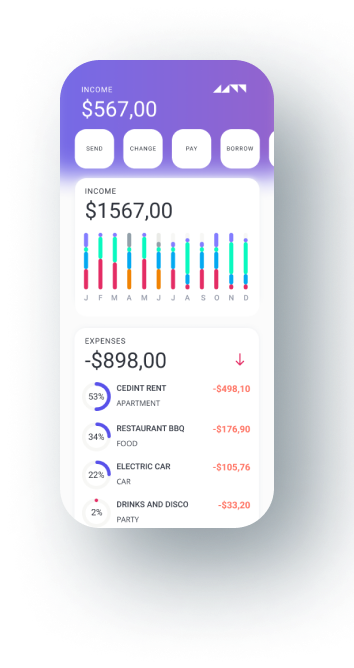 INCOME
$567,00
SEND CHANGE PAY BORROW
INCOME
$1567,00
J F M A M J J A S O N D
EXPENSES
-$898,00
53% CEDINT RENT -$498,10
APARTMENT
34% RESTAURANT BBQ -$176,90
FOOD
22% ELECTRIC CAR -$105,76
CAR
2% DRINKS AND DISCO -$33,20
PARTY